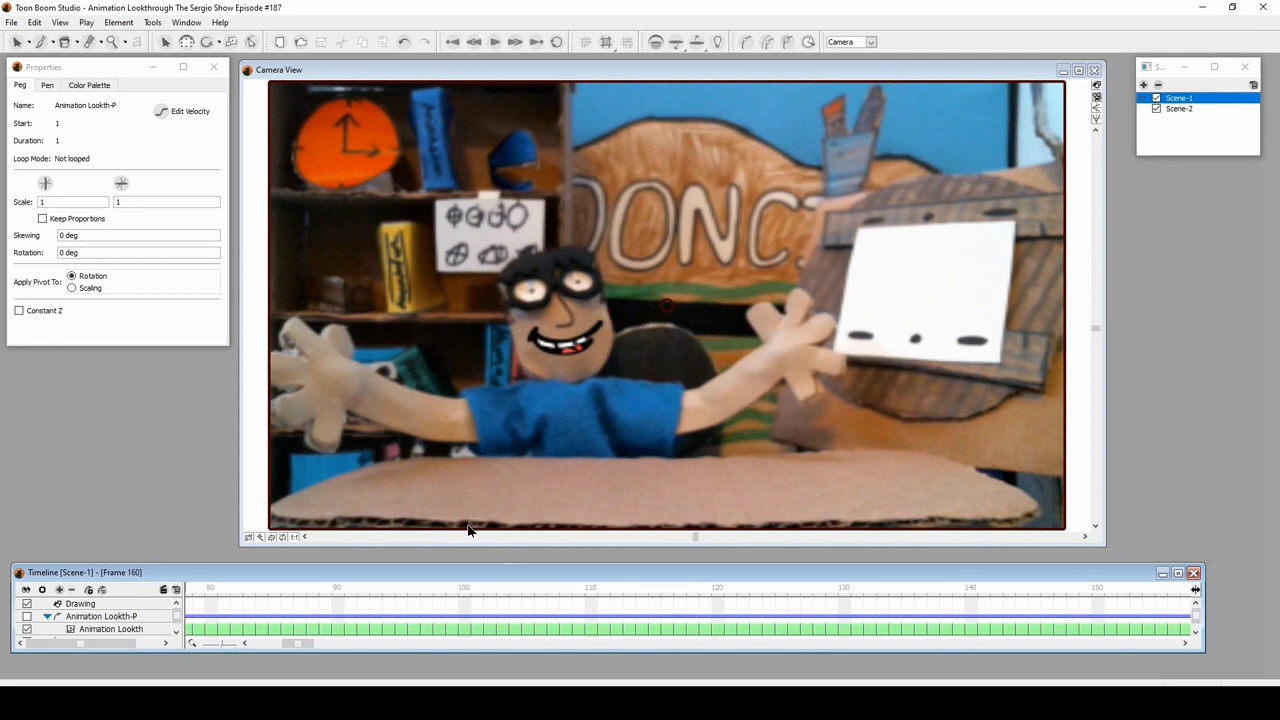 Toon Boom Studio - Animation Lookthrough The Sergio Show Episode #187
File Edit View Play Element Tools Window Help
Camera
Properties
Peg Pen Color Palette
Name: Animation Lookth-P
Edit Velocity
Start: 1
Duration: 1
Loop Mode: Not looped
Scale: 1 1
Keep Proportions
Skewing: 0 deg
Rotation: 0 deg
Apply Pivot To: Rotation
Scaling
Constant Z
Camera View
DONC
1:1
S...
Scene-1
Scene-2
Timeline [Scene-1] - [Frame 160]
80 90 100 110 120 130 140 150
Drawing
Animation Lookth-P
Animation Lookth